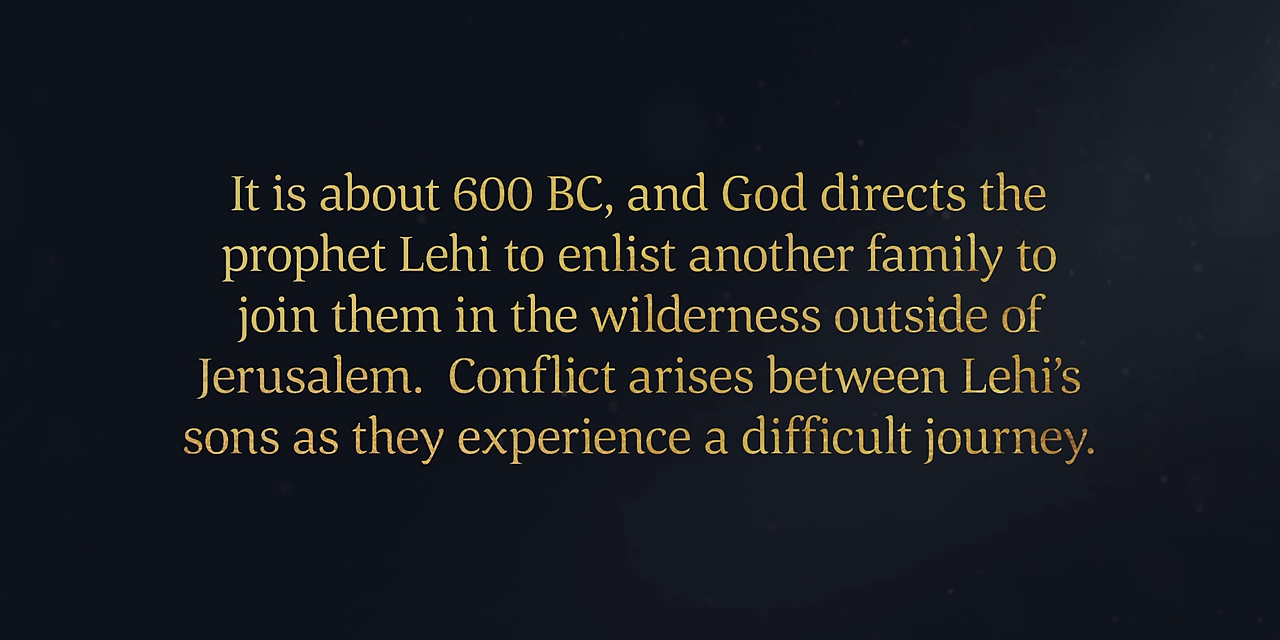 It is about 600 BC, and God directs the
prophet Lehi to enlist another family to
join them in the wilderness outside of
Jerusalem.  Conflict arises between Lehi’s
sons as they experience a difficult journey.